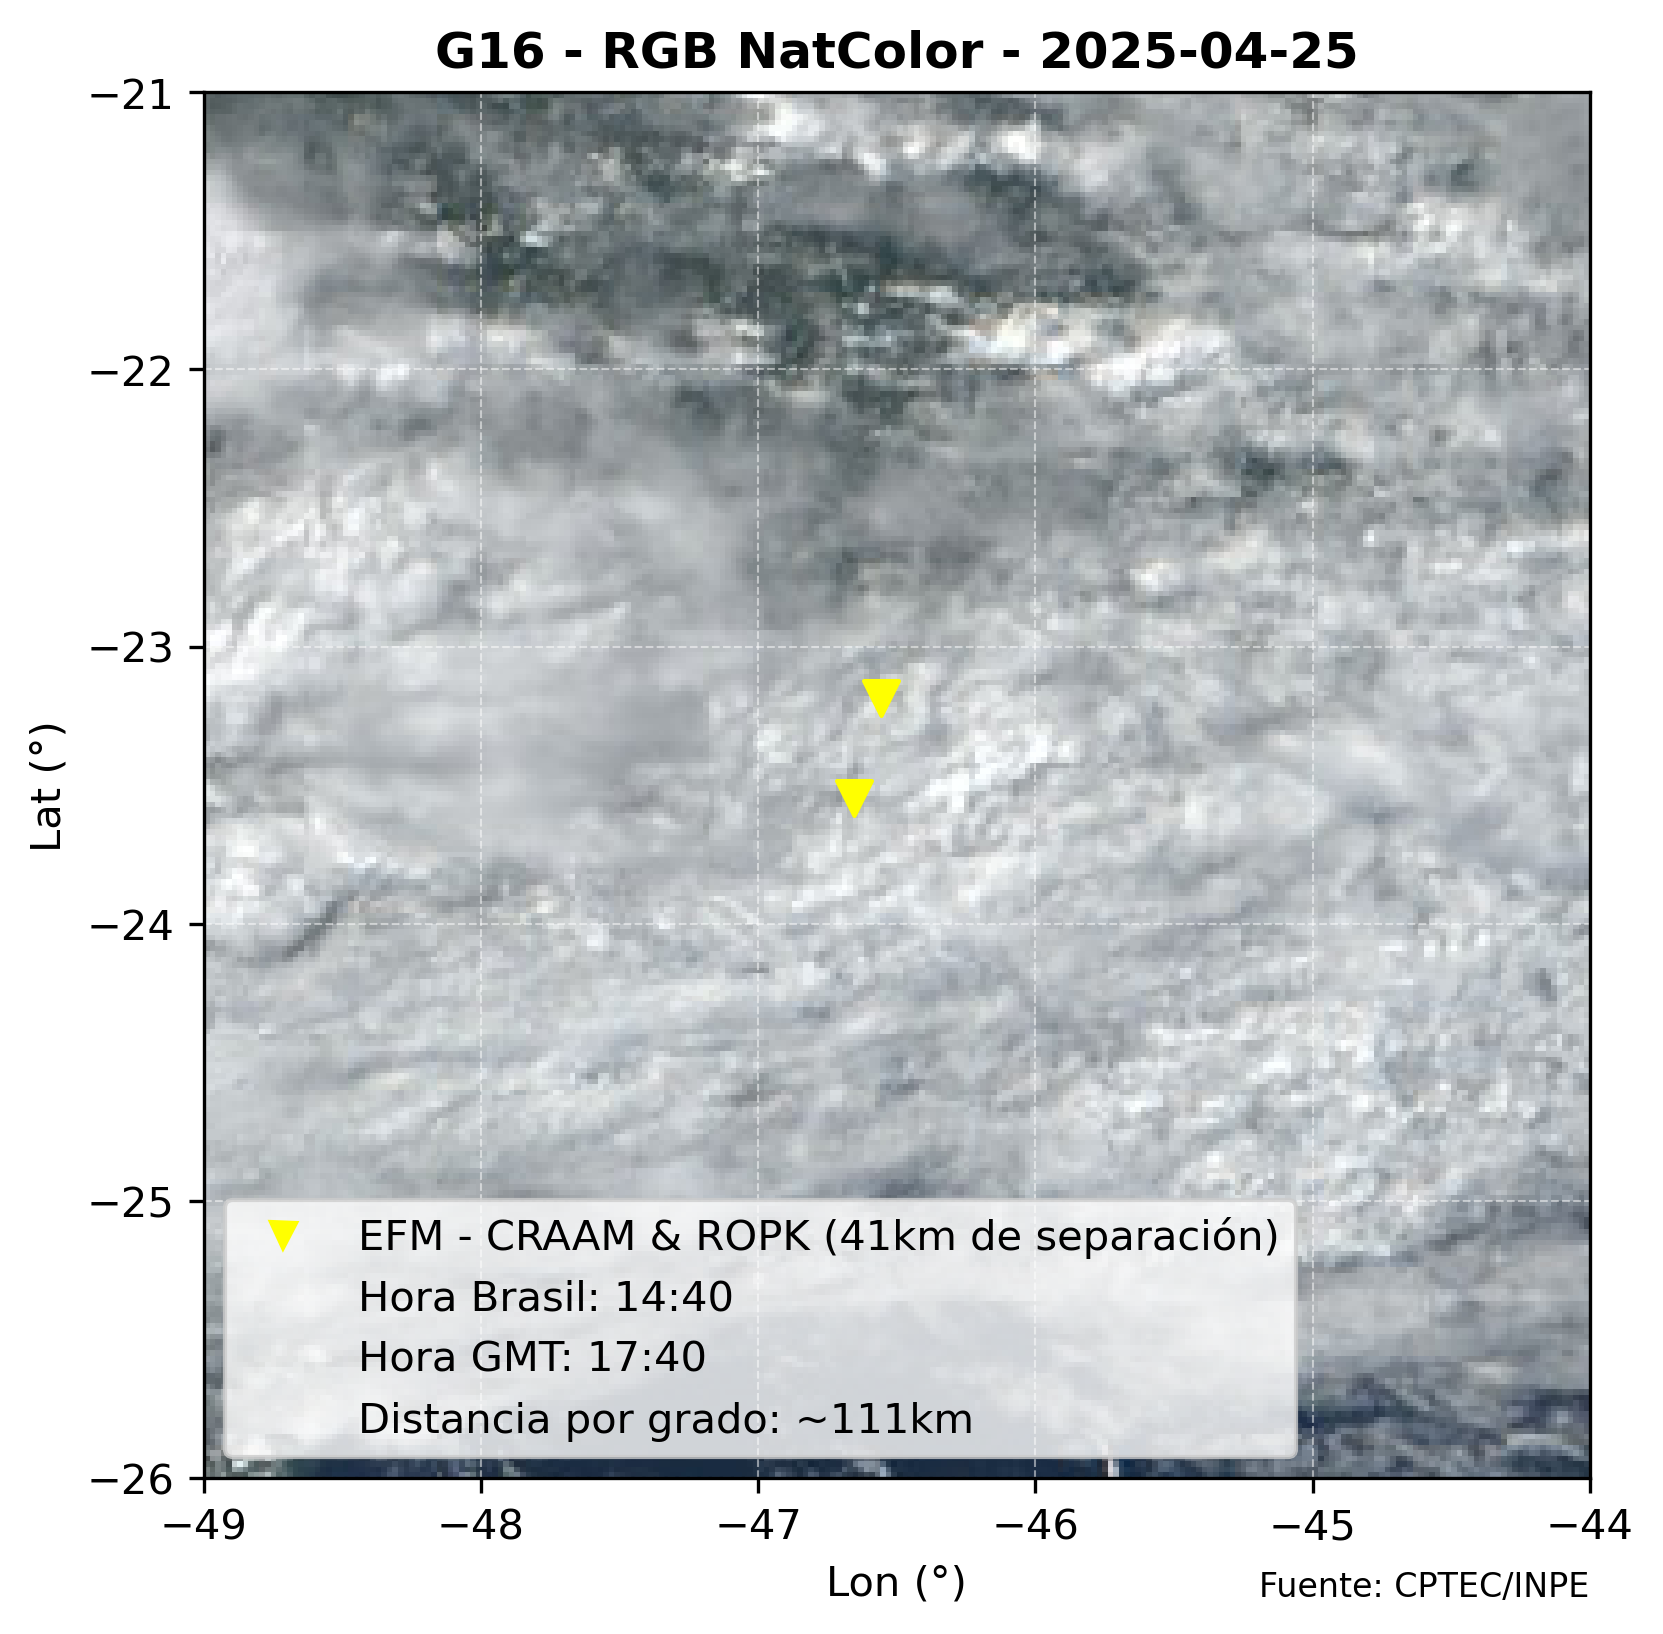 G16 - RGB NatColor - 2025-04-25
−21
−22
−23
−24
−25
−26
Lat (°)
EFM - CRAAM & ROPK (41km de separación)
Hora Brasil: 14:40
Hora GMT: 17:40
Distancia por grado: ~111km
−49 −48 −47 −46 −45 −44
Lon (°)
Fuente: CPTEC/INPE